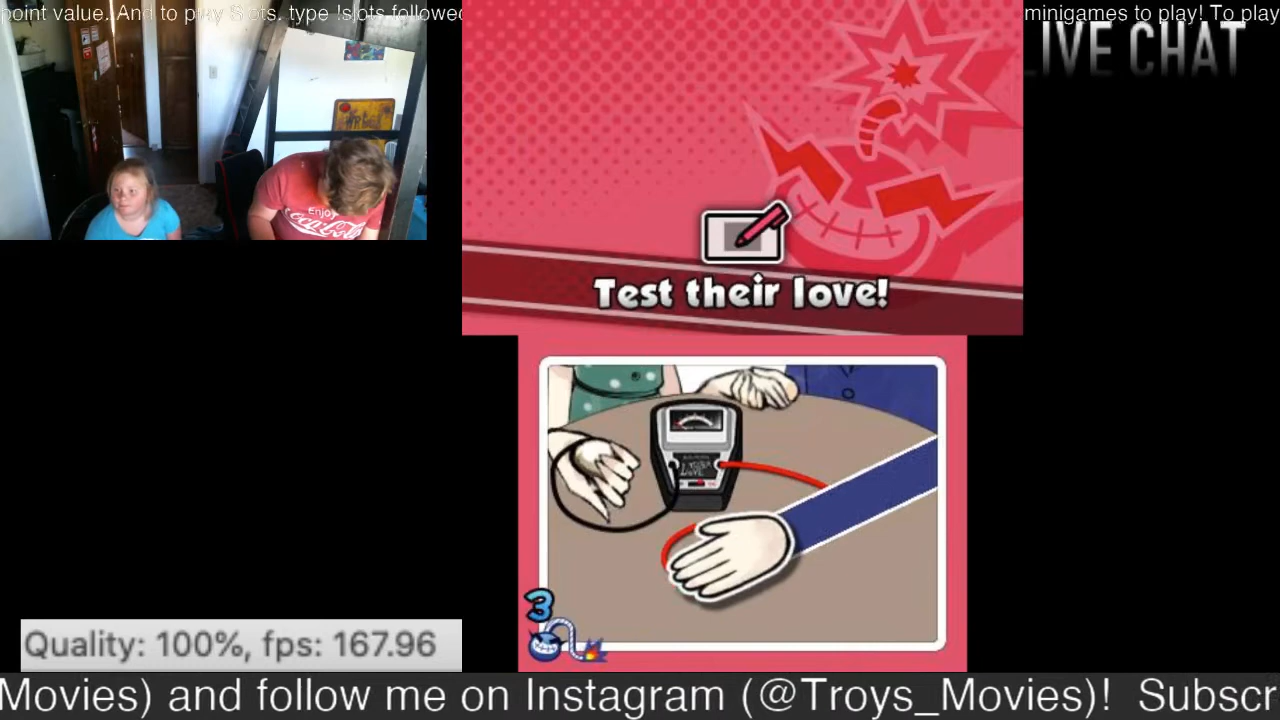 point value. And to play Slots. type !slots followed
minigames to play! To play
LIVE CHAT
Enjoy
Coca-Cola
Test their love!
3
Quality: 100%, fps: 167.96
Movies) and follow me on Instagram (@Troys_Movies)! Subscr